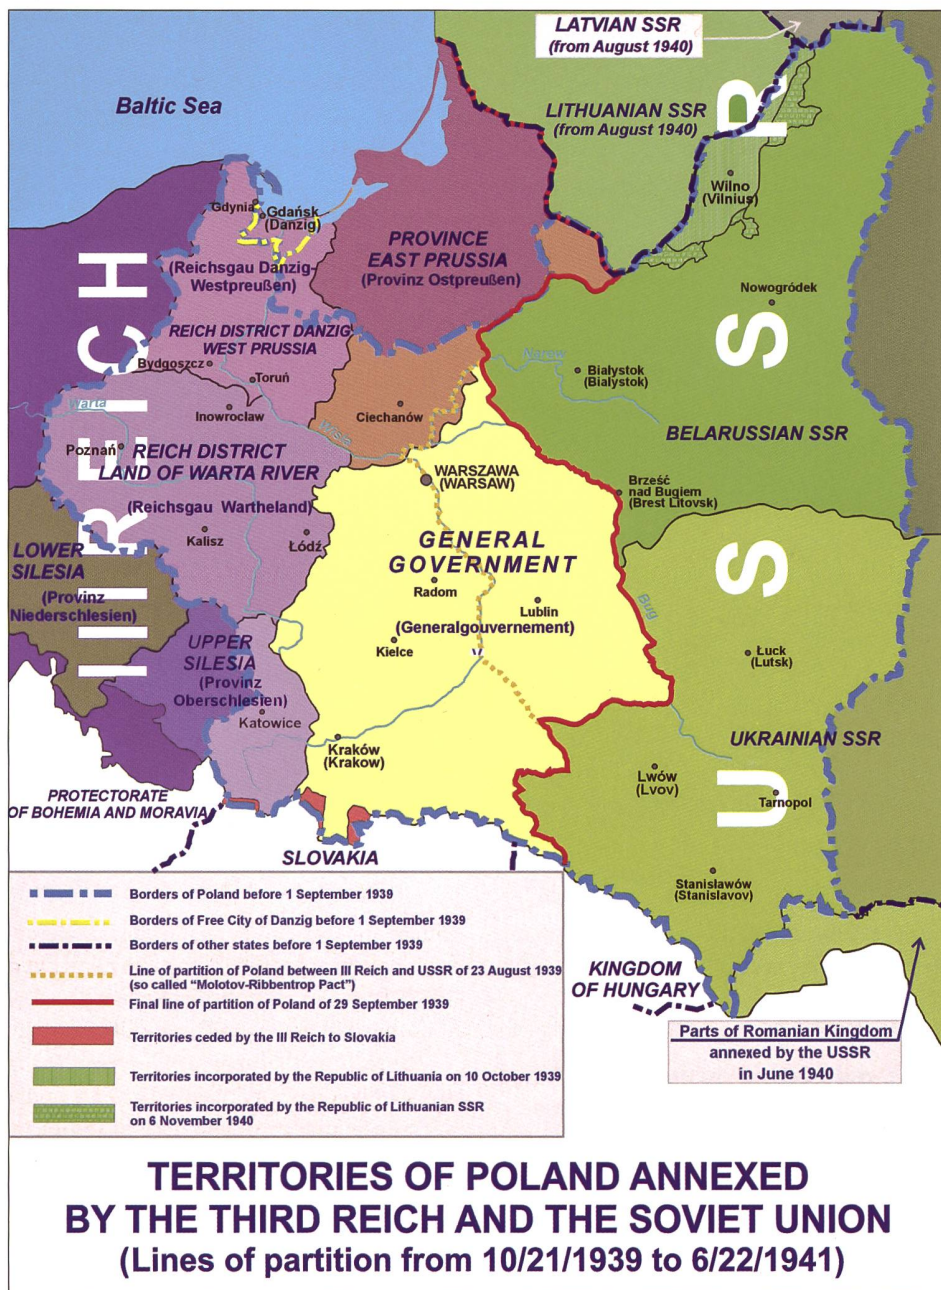 LATVIAN SSR
(from August 1940)
Baltic Sea
LITHUANIAN SSR
(from August 1940)
Wilno
(Vilnius)
Gdynia
Gdańsk
(Danzig)
PROVINCE
EAST PRUSSIA
(Provinz Ostpreußen)
(Reichsgau Danzig-
Westpreußen)
Nowogródek
REICH DISTRICT DANZIG
WEST PRUSSIA
Bydgoszcz
Toruń
Narew
Białystok
(Bialystok)
Warta
Inowrocław
Ciechanów
Wisła
BELARUSSIAN SSR
Poznań
REICH DISTRICT
LAND OF WARTA RIVER
(Reichsgau Wartheland)
WARSZAWA
(WARSAW)
Brześć
nad Bugiem
(Brest Litovsk)
Kalisz
Łódź
GENERAL
GOVERNMENT
LOWER
SILESIA
(Provinz
Niederschlesien)
Radom
Lublin
(Generalgouvernement)
Bug
Kielce
UPPER
SILESIA
(Provinz
Oberschlesien)
Katowice
Łuck
(Lutsk)
UKRAINIAN SSR
Kraków
(Krakow)
Lwów
(Lvov)
Tarnopol
III REICH
USSR
PROTECTORATE
OF BOHEMIA AND MORAVIA
SLOVAKIA
Stanisławów
(Stanislavov)
KINGDOM
OF HUNGARY
Parts of Romanian Kingdom
annexed by the USSR
in June 1940
Borders of Poland before 1 September 1939
Borders of Free City of Danzig before 1 September 1939
Borders of other states before 1 September 1939
Line of partition of Poland between III Reich and USSR of 23 August 1939
(so called "Molotov-Ribbentrop Pact")
Final line of partition of Poland of 29 September 1939
Territories ceded by the III Reich to Slovakia
Territories incorporated by the Republic of Lithuania on 10 October 1939
Territories incorporated by the Republic of Lithuanian SSR
on 6 November 1940
TERRITORIES OF POLAND ANNEXED
BY THE THIRD REICH AND THE SOVIET UNION
(Lines of partition from 10/21/1939 to 6/22/1941)